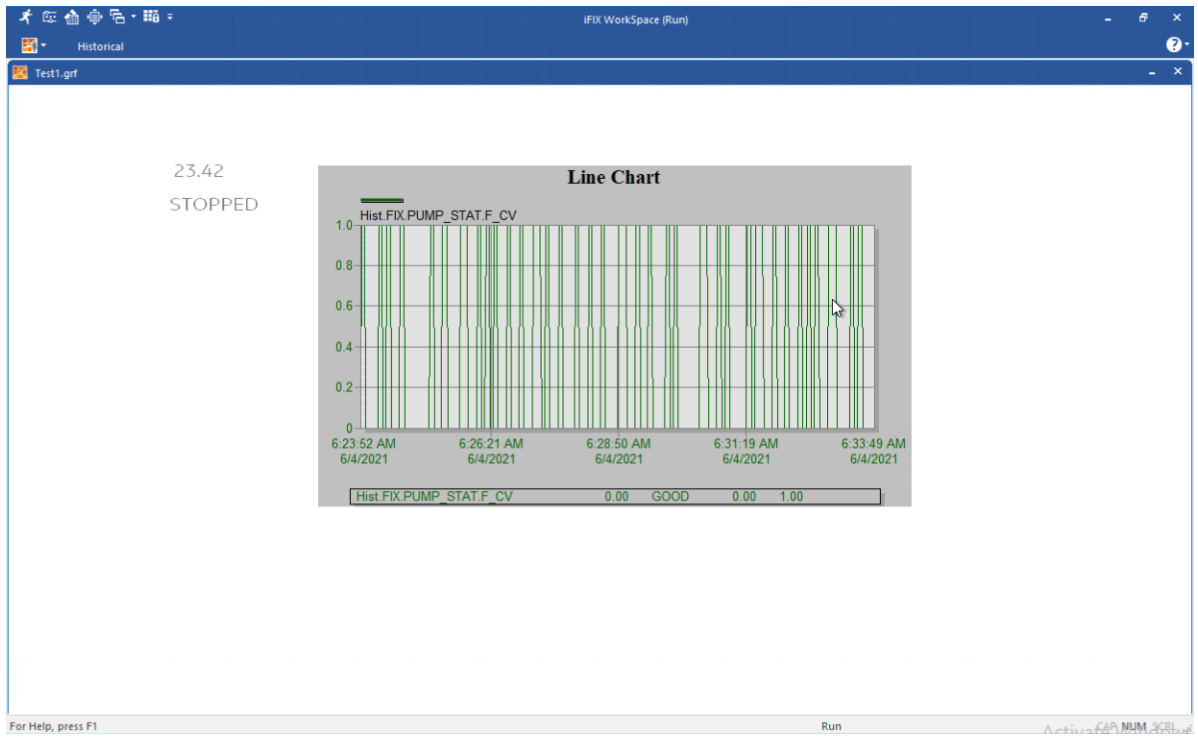 iFIX WorkSpace (Run)
Historical
Test1.grf
23.42
STOPPED
Line Chart
Hist.FIX.PUMP_STAT.F_CV
1.0
0.8
0.6
0.4
0.2
0
6:23:52 AM 6:26:21 AM 6:28:50 AM 6:31:19 AM 6:33:49 AM
6/4/2021 6/4/2021 6/4/2021 6/4/2021 6/4/2021
Hist.FIX.PUMP_STAT.F_CV 0.00 GOOD 0.00 1.00
For Help, press F1 Run CAP NUM SCRL